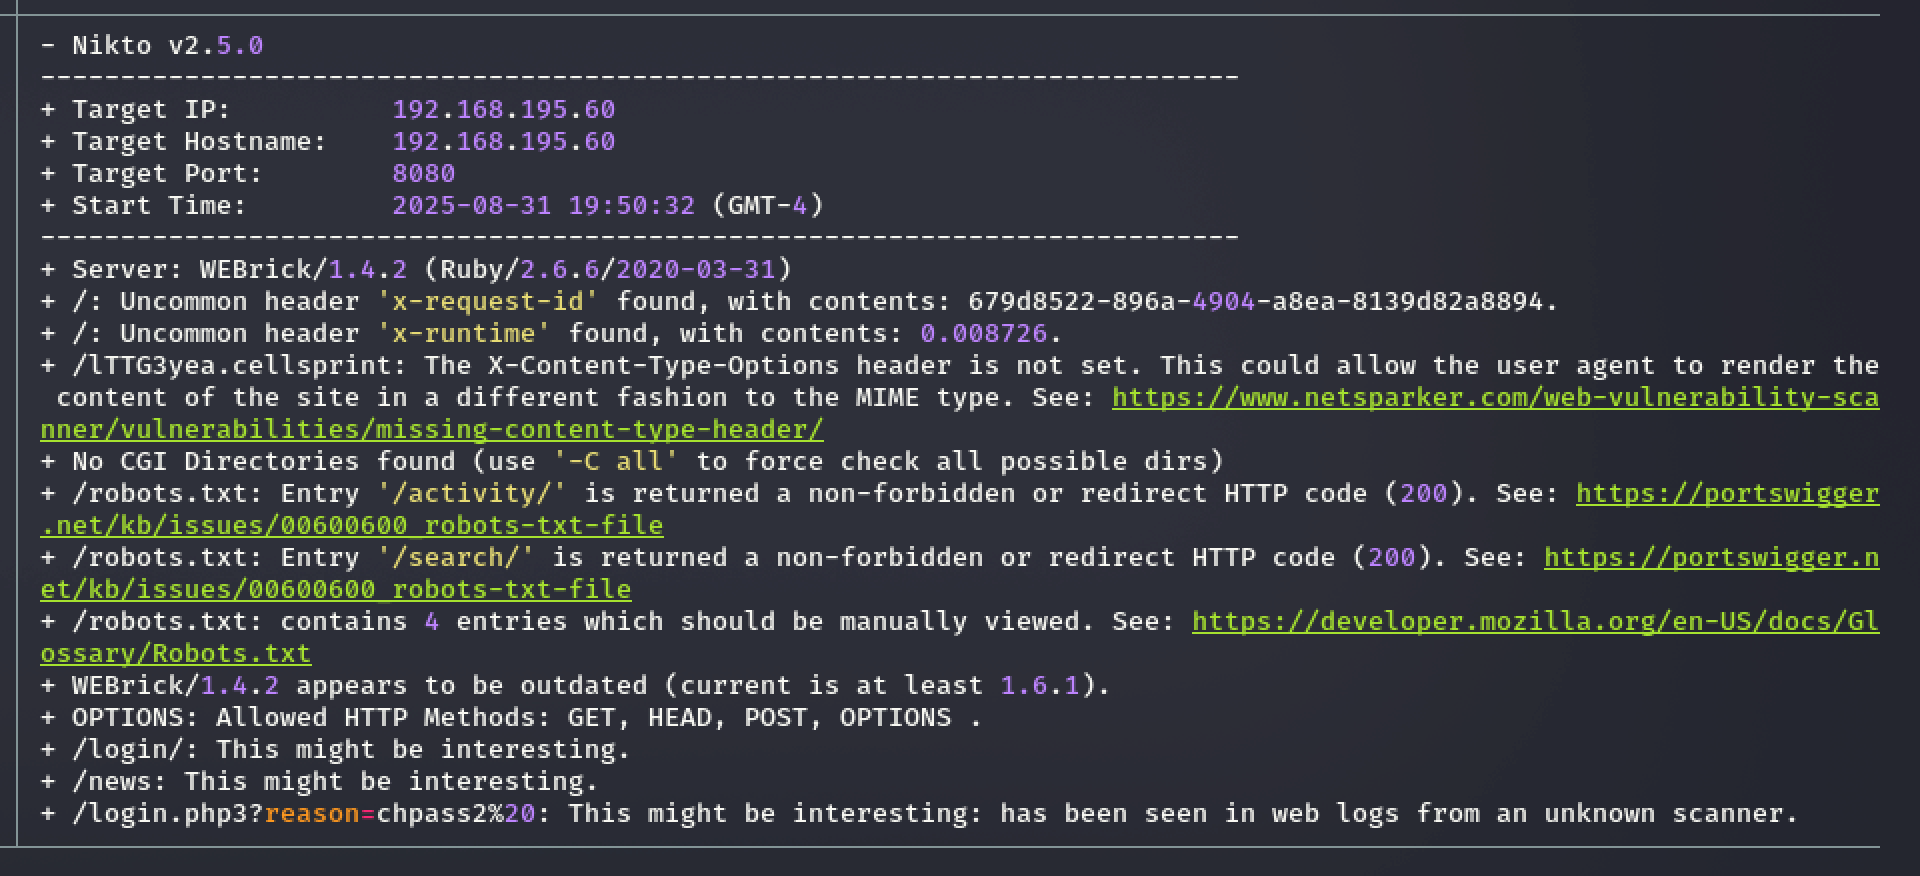 - Nikto v2.5.0
---------------------------------------------------------------------------
+ Target IP:          192.168.195.60
+ Target Hostname:    192.168.195.60
+ Target Port:        8080
+ Start Time:         2025-08-31 19:50:32 (GMT-4)
---------------------------------------------------------------------------
+ Server: WEBrick/1.4.2 (Ruby/2.6.6/2020-03-31)
+ /: Uncommon header 'x-request-id' found, with contents: 679d8522-896a-4904-a8ea-8139d82a8894.
+ /: Uncommon header 'x-runtime' found, with contents: 0.008726.
+ /lTTG3yea.cellsprint: The X-Content-Type-Options header is not set. This could allow the user agent to render the
 content of the site in a different fashion to the MIME type. See: https://www.netsparker.com/web-vulnerability-sca
nner/vulnerabilities/missing-content-type-header/
+ No CGI Directories found (use '-C all' to force check all possible dirs)
+ /robots.txt: Entry '/activity/' is returned a non-forbidden or redirect HTTP code (200). See: https://portswigger
.net/kb/issues/00600600_robots-txt-file
+ /robots.txt: Entry '/search/' is returned a non-forbidden or redirect HTTP code (200). See: https://portswigger.n
et/kb/issues/00600600_robots-txt-file
+ /robots.txt: contains 4 entries which should be manually viewed. See: https://developer.mozilla.org/en-US/docs/Gl
ossary/Robots.txt
+ WEBrick/1.4.2 appears to be outdated (current is at least 1.6.1).
+ OPTIONS: Allowed HTTP Methods: GET, HEAD, POST, OPTIONS .
+ /login/: This might be interesting.
+ /news: This might be interesting.
+ /login.php3?reason=chpass2%20: This might be interesting: has been seen in web logs from an unknown scanner.